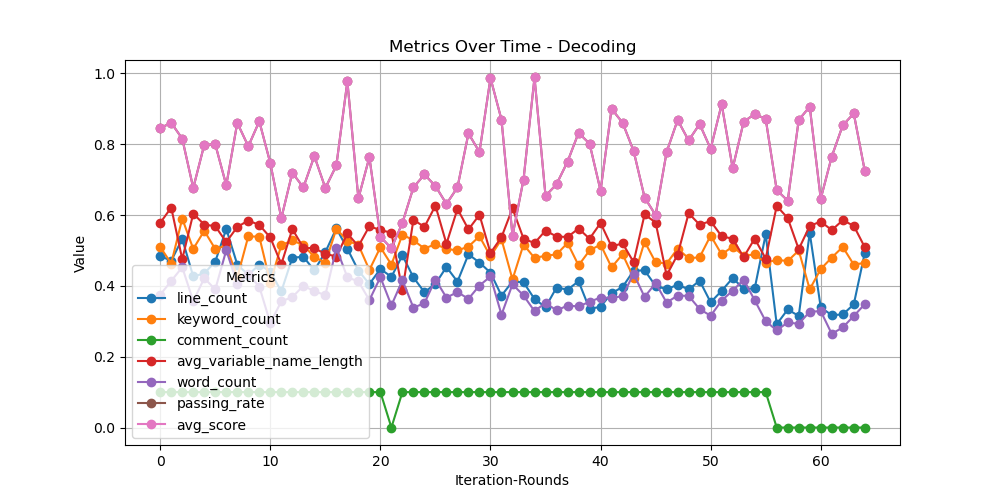 Metrics Over Time - Decoding
1.0
0.8
0.6
0.4
0.2
0.0
Value
Metrics
line_count
keyword_count
comment_count
avg_variable_name_length
word_count
passing_rate
avg_score
0 10 20 30 40 50 60
Iteration-Rounds